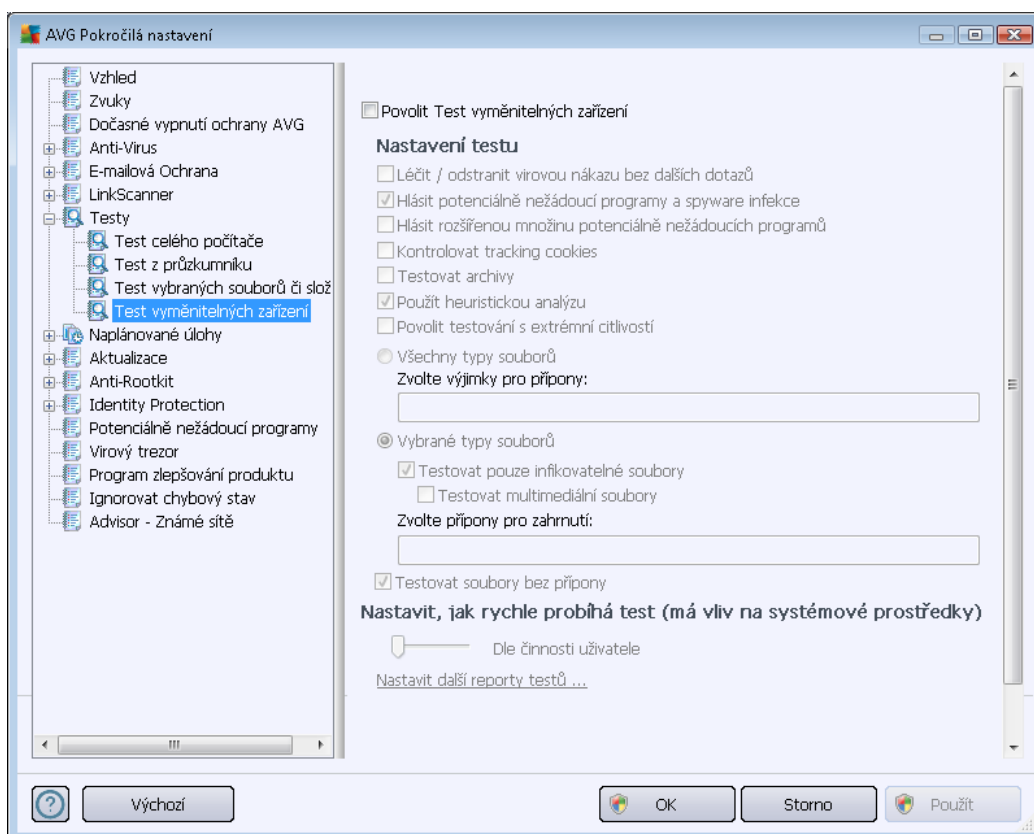 AVG Pokročilá nastavení
Vzhled
Zvuky
Dočasné vypnutí ochrany AVG
Anti-Virus
E-mailová Ochrana
LinkScanner
Testy
Test celého počítače
Test z průzkumníku
Test vybraných souborů či slož
Test vyměnitelných zařízení
Naplánované úlohy
Aktualizace
Anti-Rootkit
Identity Protection
Potenciálně nežádoucí programy
Virový trezor
Program zlepšování produktu
Ignorovat chybový stav
Advisor - Známé sítě
Povolit Test vyměnitelných zařízení
Nastavení testu
Léčit / odstranit virovou nákazu bez dalších dotazů
Hlásit potenciálně nežádoucí programy a spyware infekce
Hlásit rozšířenou množinu potenciálně nežádoucích programů
Kontrolovat tracking cookies
Testovat archivy
Použít heuristickou analýzu
Povolit testování s extrémní citlivostí
Všechny typy souborů
Zvolte výjimky pro přípony:
Vybrané typy souborů
Testovat pouze infikovatelné soubory
Testovat multimediální soubory
Zvolte přípony pro zahrnutí:
Testovat soubory bez přípony
Nastavit, jak rychle probíhá test (má vliv na systémové prostředky)
Dle činnosti uživatele
Nastavit další reporty testů ...
Výchozí
OK
Storno
Použít